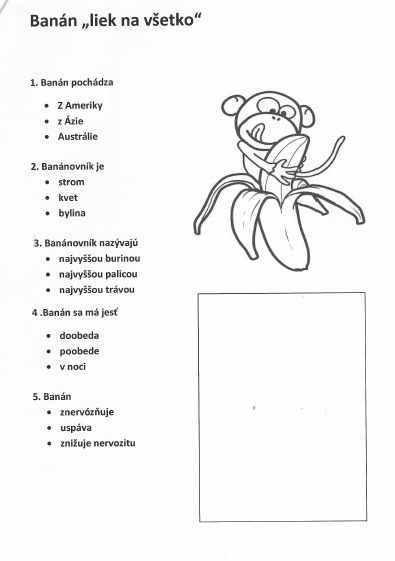 Banán „liek na všetko“
1. Banán pochádza
• Z Ameriky
• z Ázie
• Austrálie
2. Banánovník je
• strom
• kvet
• bylina
3. Banánovník nazývajú
• najvyššou burinou
• najvyššou palicou
• najvyššou trávou
4 .Banán sa má jesť
• doobeda
• poobede
• v noci
5. Banán
• znervózňuje
• uspáva
• znižuje nervozitu